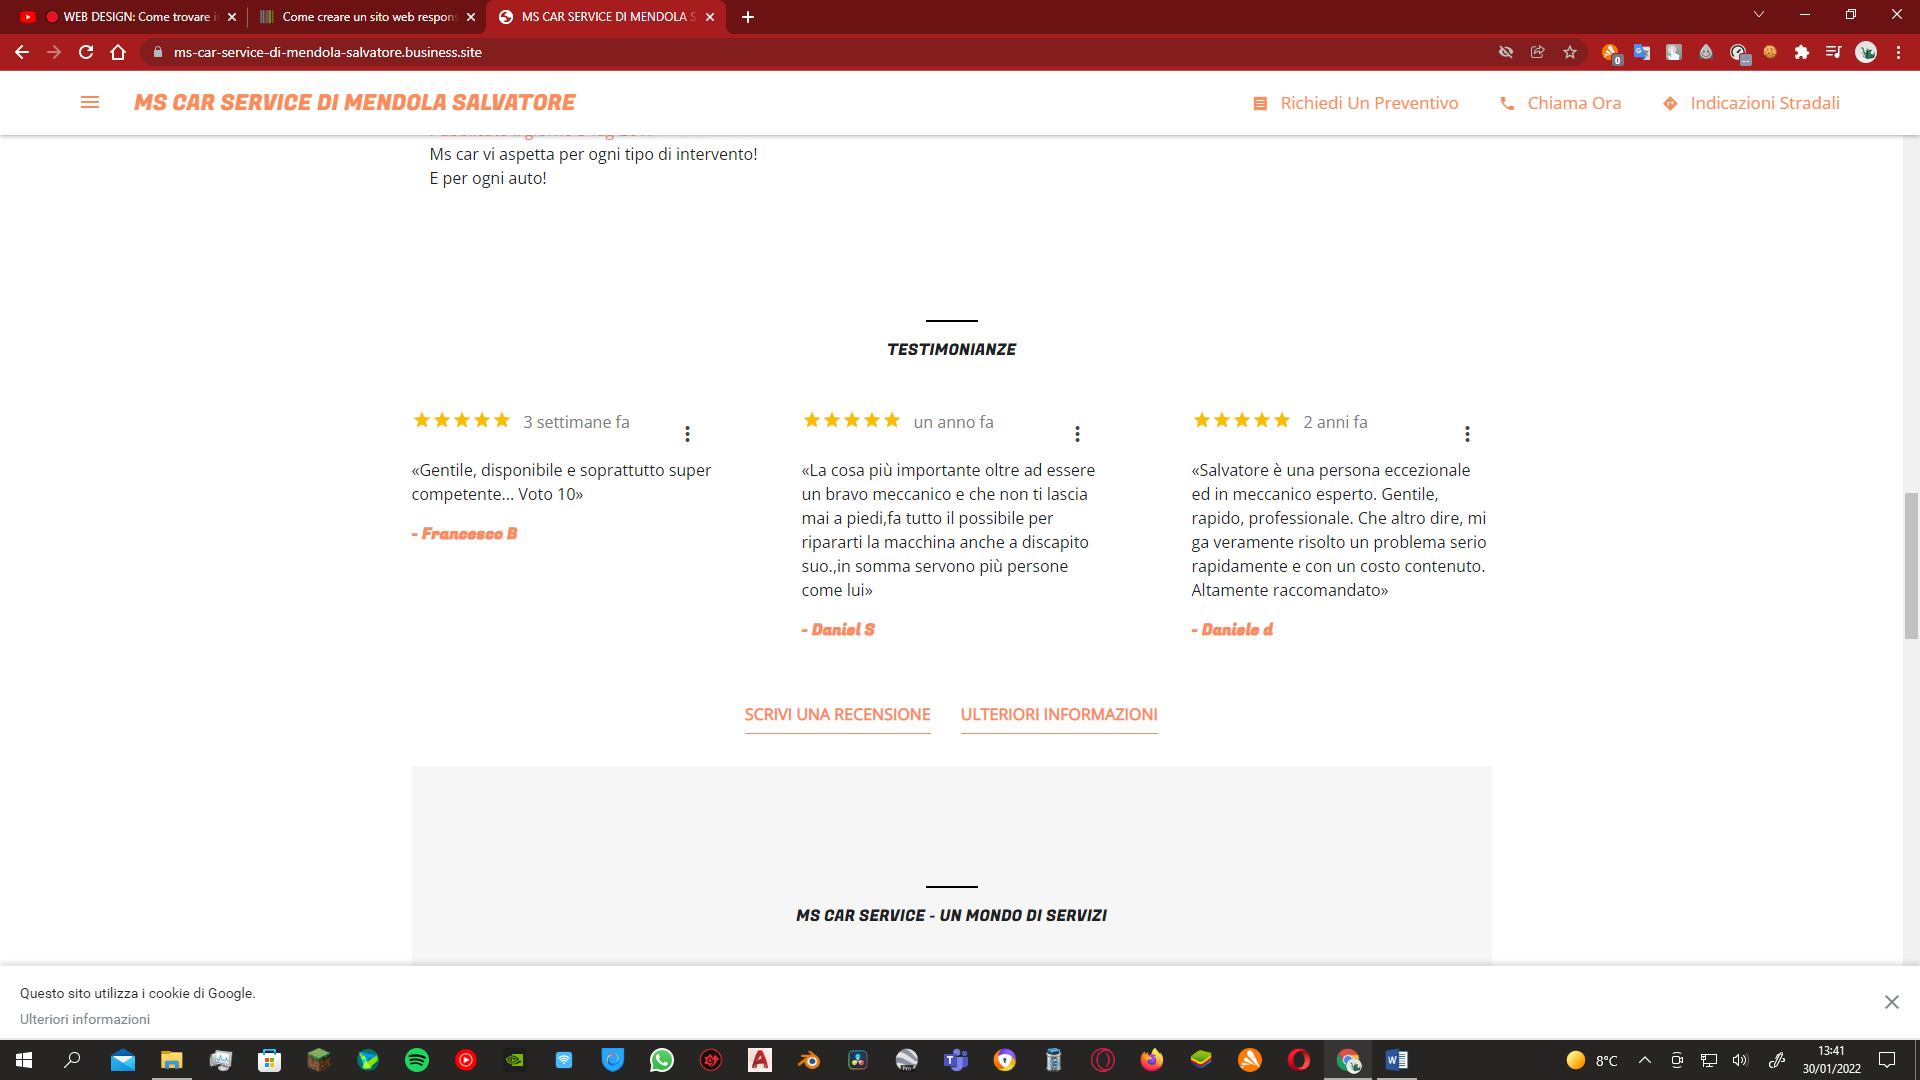 WEB DESIGN: Come trovare i
Come creare un sito web respons
MS CAR SERVICE DI MENDOLA S
ms-car-service-di-mendola-salvatore.business.site
0
MS CAR SERVICE DI MENDOLA SALVATORE
Richiedi Un Preventivo
Chiama Ora
Indicazioni Stradali
Ms car vi aspetta per ogni tipo di intervento!
E per ogni auto!
TESTIMONIANZE
3 settimane fa
«Gentile, disponibile e soprattutto super
competente... Voto 10»
- Francesco B
un anno fa
«La cosa più importante oltre ad essere
un bravo meccanico e che non ti lascia
mai a piedi,fa tutto il possibile per
ripararti la macchina anche a discapito
suo.,in somma servono più persone
come lui»
- Daniel S
2 anni fa
«Salvatore è una persona eccezionale
ed in meccanico esperto. Gentile,
rapido, professionale. Che altro dire, mi
ga veramente risolto un problema serio
rapidamente e con un costo contenuto.
Altamente raccomandato»
- Daniele d
SCRIVI UNA RECENSIONE
ULTERIORI INFORMAZIONI
MS CAR SERVICE - UN MONDO DI SERVIZI
Questo sito utilizza i cookie di Google.
Ulteriori informazioni
8°C
13:41
30/01/2022